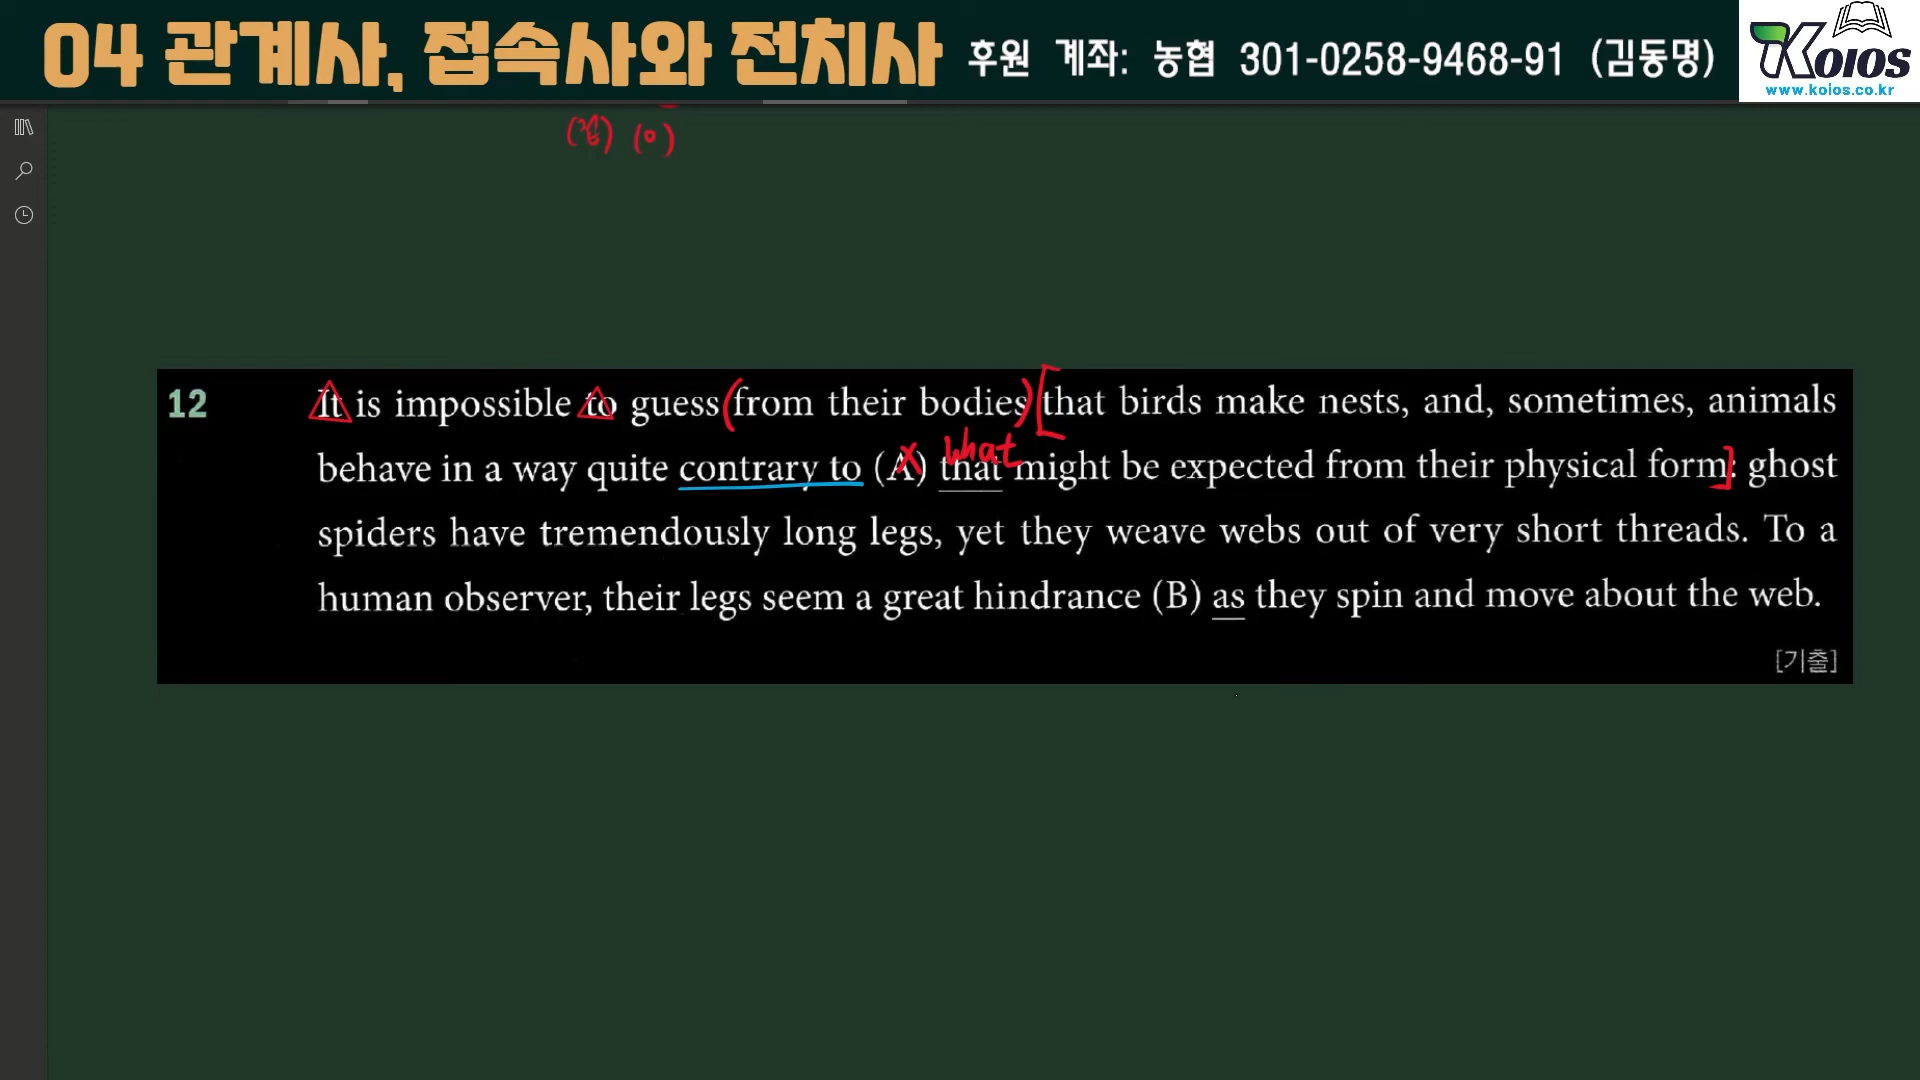 04 관계사, 접속사와 전치사 후원 계좌: 농협 301-0258-9468-91 (김동명)
KOIOS
www.koios.co.kr
(접) (o)
12 It is impossible to guess (from their bodies) [that birds make nests, and, sometimes, animals
what
behave in a way quite contrary to (A) that might be expected from their physical form]: ghost
spiders have tremendously long legs, yet they weave webs out of very short threads. To a
human observer, their legs seem a great hindrance (B) as they spin and move about the web.
[기출]